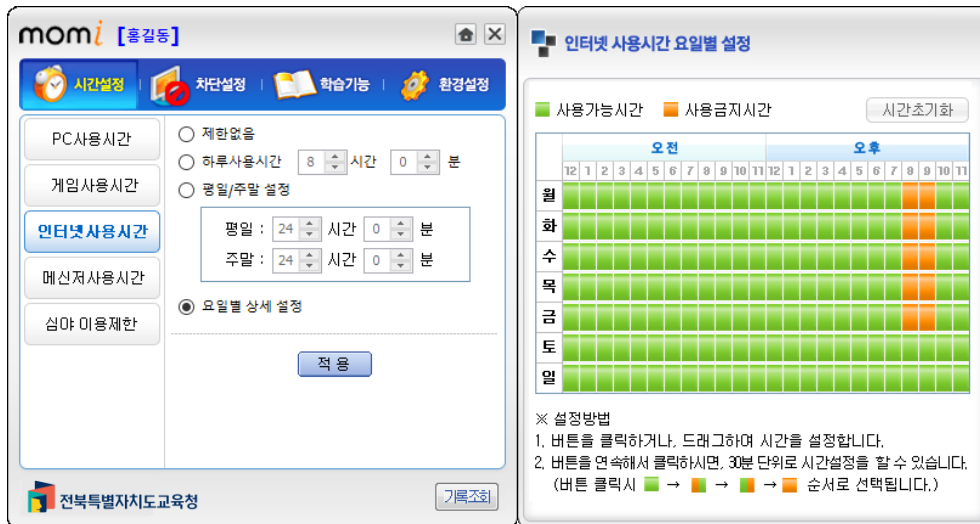 momi [홍길동]
시간설정 차단설정 학습기능 환경설정
PC사용시간
게임사용시간
인터넷사용시간
메신저사용시간
심야 이용제한
제한없음
하루사용시간 8 시간 0 분
평일/주말 설정
평일 : 24 시간 0 분
주말 : 24 시간 0 분
요일별 상세 설정
적 용
전북특별자치도교육청
기록조회
인터넷 사용시간 요일별 설정
사용가능시간 사용금지시간 시간초기화
오전 오후
12 1 2 3 4 5 6 7 8 9 10 11 12 1 2 3 4 5 6 7 8 9 10 11
월
화
수
목
금
토
일
※ 설정방법
1. 버튼을 클릭하거나, 드래그하여 시간을 설정합니다.
2. 버튼을 연속해서 클릭하시면, 30분 단위로 시간설정을 할 수 있습니다.
(버튼 클릭시 → → → 순서로 선택됩니다.)